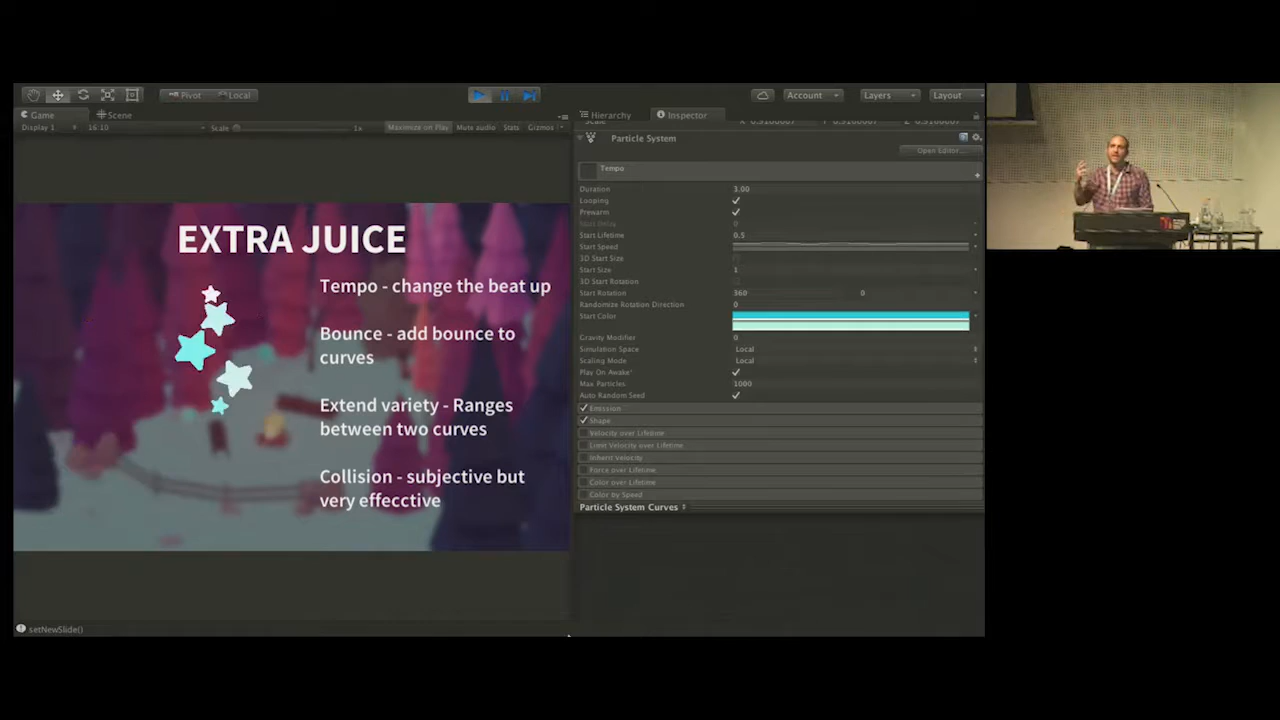 Pivot
Local
Account
Layers
Layout
Game
Scene
Hierarchy
Inspector
Display 1
16:10
Scale
1x
Maximize on Play
Mute audio
Stats
Gizmos
Particle System
Open Editor...
Tempo
Duration 3.00
Looping
Prewarm
Start Delay 0
Start Lifetime 0.5
Start Speed
3D Start Size
Start Size 1
3D Start Rotation
Start Rotation 360 0
Randomize Rotation Direction 0
Start Color
Gravity Modifier 0
Simulation Space Local
Scaling Mode Local
Play On Awake*
Max Particles 1000
Auto Random Seed
Emission
Shape
Velocity over Lifetime
Limit Velocity over Lifetime
Inherit Velocity
Force over Lifetime
Color over Lifetime
Color by Speed
Particle System Curves
EXTRA JUICE
Tempo - change the beat up
Bounce - add bounce to
curves
Extend variety - Ranges
between two curves
Collision - subjective but
very effecctive
setNewSlide()